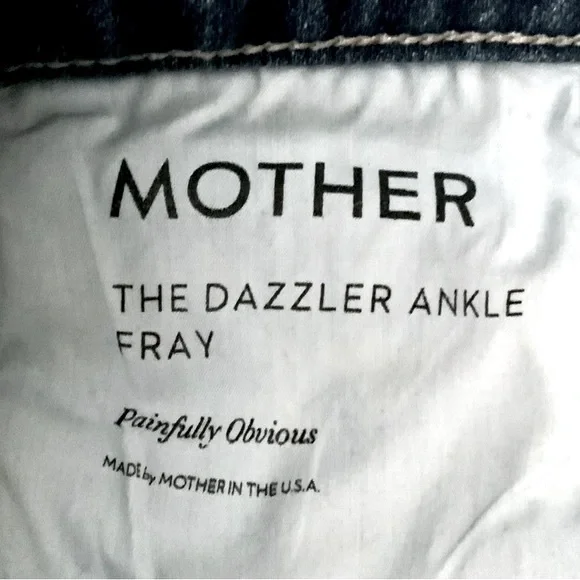 MOTHER
THE DAZZLER ANKLE
FRAY
Painfully Obvious
MADE by MOTHER IN THE U.S.A.